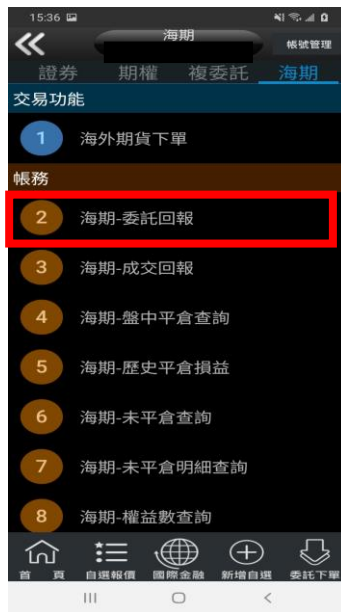 15:36
海期
帳號管理
證券 期權 複委託 海期
交易功能
1 海外期貨下單
帳務
2 海期-委託回報
3 海期-成交回報
4 海期-盤中平倉查詢
5 海期-歷史平倉損益
6 海期-未平倉查詢
7 海期-未平倉明細查詢
8 海期-權益數查詢
首 頁 自選報價 國際金融 新增自選 委託下單